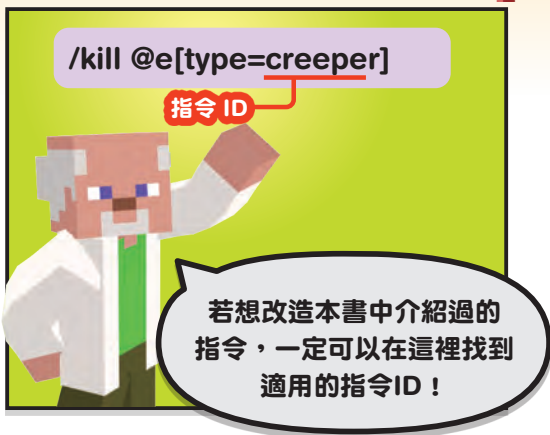 /kill @e[type=creeper]
指令 ID
若想改造本書中介紹過的
指令，一定可以在這裡找到
適用的指令ID！